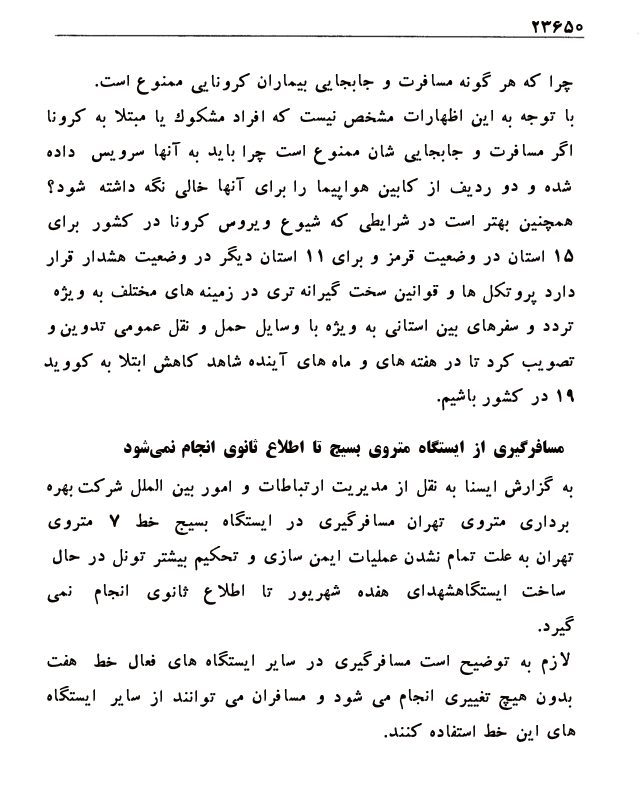 ۲۳۶۵۰
چرا که هر گونه مسافرت و جابجایی بیماران کرونایی ممنوع است.
با توجه به این اظهارات مشخص نیست که افراد مشکوك یا مبتلا به کرونا
اگر مسافرت و جابجایی شان ممنوع است چرا باید به آنها سرویس داده
شده و دو ردیف از کابین هواپیما را برای آنها خالی نگه داشته شود؟
همچنین بهتر است در شرایطی که شیوع ویروس کرونا در کشور برای
۱۵ استان در وضعیت قرمز و برای ۱۱ استان دیگر در وضعیت هشدار قرار
دارد پروتکل ها و قوانین سخت گیرانه تری در زمینه های مختلف به ویژه
تردد و سفرهای بین استانی به ویژه با وسایل حمل و نقل عمومی تدوین و
تصویب کرد تا در هفته های و ماه های آینده شاهد کاهش ابتلا به کووید
۱۹ در کشور باشیم.
مسافرگیری از ایستگاه متروی بسیج تا اطلاع ثانوی انجام نمی‌شود
به گزارش ایسنا به نقل از مدیریت ارتباطات و امور بین الملل شرکت بهره
برداری متروی تهران مسافرگیری در ایستگاه بسیج خط ۷ متروی
تهران به علت تمام نشدن عملیات ایمن سازی و تحکیم بیشتر تونل در حال
ساخت ایستگاهشهدای هفده شهریور تا اطلاع ثانوی انجام نمی
گیرد.
لازم به توضیح است مسافرگیری در سایر ایستگاه های فعال خط هفت
بدون هیچ تغییری انجام می شود و مسافران می توانند از سایر ایستگاه
های این خط استفاده کنند.